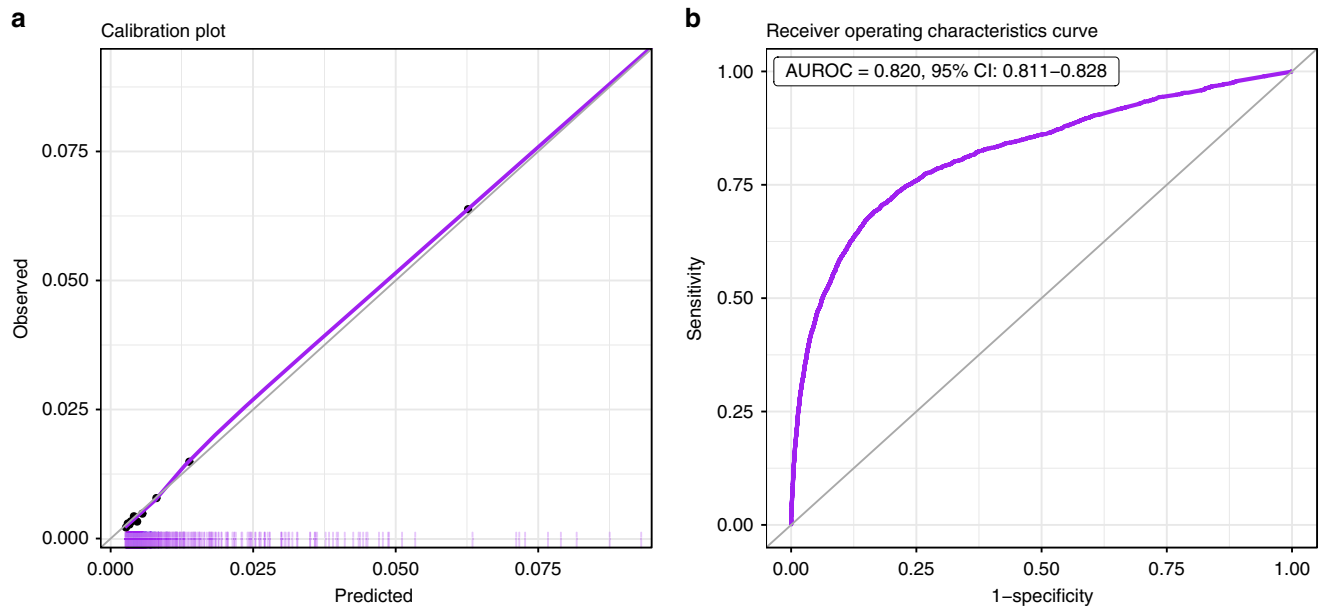 a
Calibration plot
0.075
0.050
0.025
0.000
Observed
0.000 0.025 0.050 0.075
Predicted
b
Receiver operating characteristics curve
AUROC = 0.820, 95% CI: 0.811–0.828
1.00
0.75
0.50
0.25
0.00
Sensitivity
0.00 0.25 0.50 0.75 1.00
1−specificity